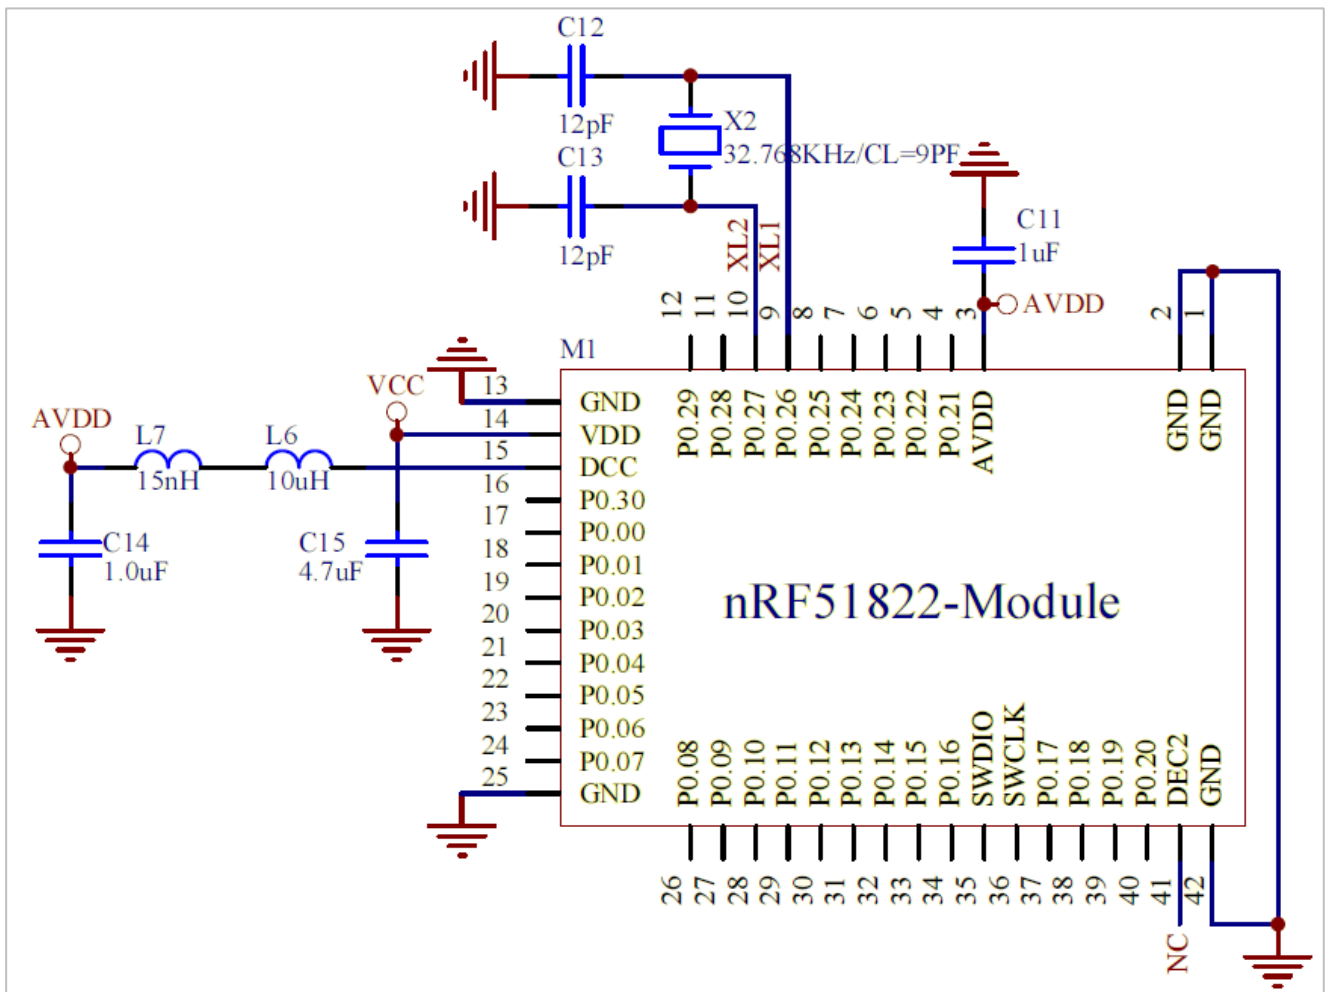 C12
12pF
X2
32.768KHz/CL=9PF
C13
12pF
XL2
XL1
C11
1uF
AVDD
12
11
10
9
8
7
6
5
4
3
2
1
M1
P0.29
P0.28
P0.27
P0.26
P0.25
P0.24
P0.23
P0.22
P0.21
AVDD
GND
GND
VCC
AVDD
L7
15nH
L6
10uH
C14
1.0uF
C15
4.7uF
13 GND
14 VDD
15 DCC
16 P0.30
17 P0.00
18 P0.01
19 P0.02
20 P0.03
21 P0.04
22 P0.05
23 P0.06
24 P0.07
25 GND
nRF51822-Module
P0.08
P0.09
P0.10
P0.11
P0.12
P0.13
P0.14
P0.15
P0.16
SWDIO
SWCLK
P0.17
P0.18
P0.19
P0.20
DEC2
GND
26
27
28
29
30
31
32
33
34
35
36
37
38
39
40
41
42
NC